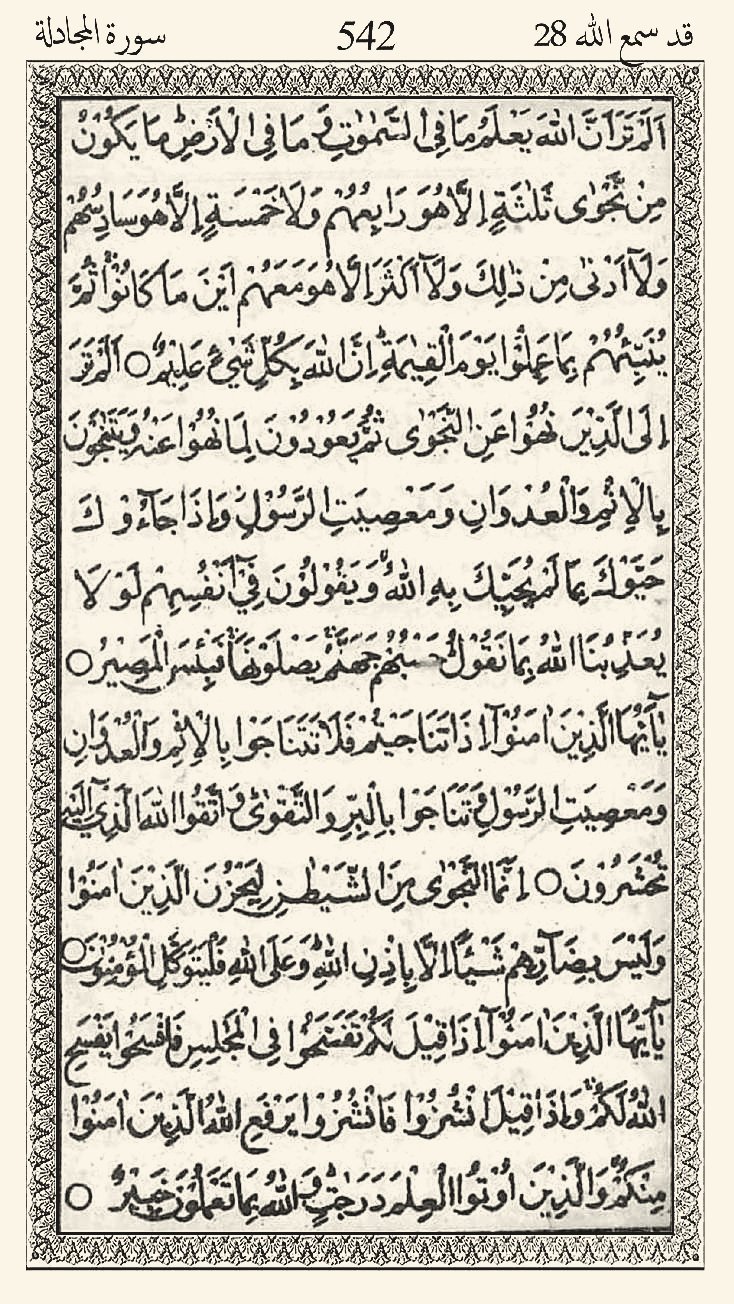 قد سمع الله 28
542
سورة المجادلة
اَلَمۡ تَرَ اَنَّ اللّٰهَ يَعۡلَمُ مَا فِى السَّمٰوٰتِ وَ مَا فِى الۡاَرۡضِ ؕ مَا يَكُوۡنُ
مِنۡ نَّجۡوٰى ثَلٰثَةٍ اِلَّا هُوَ رَابِعُهُمۡ وَلَا خَمۡسَةٍ اِلَّا هُوَ سَادِسُهُمۡ
وَلَاۤ اَدۡنٰى مِنۡ ذٰلِكَ وَلَاۤ اَكۡثَرَ اِلَّا هُوَ مَعَهُمۡ اَيۡنَ مَا كَانُوۡا ۚ ثُمَّ
يُنَبِّئُهُمۡ بِمَا عَمِلُوۡا يَوۡمَ الۡقِيٰمَةِ ؕ اِنَّ اللّٰهَ بِكُلِّ شَىۡءٍ عَلِيۡمٌ ○ اَلَمۡ تَرَ
اِلَى الَّذِيۡنَ نُهُوۡا عَنِ النَّجۡوٰى ثُمَّ يَعُوۡدُوۡنَ لِمَا نُهُوۡا عَنۡهُ وَيَتَنٰجَوۡنَ
بِالۡاِثۡمِ وَالۡعُدۡوَانِ وَمَعۡصِيَتِ الرَّسُوۡلِ ۫ وَاِذَا جَآءُوۡكَ
حَيَّوۡكَ بِمَا لَمۡ يُحَيِّكَ بِهِ اللّٰهُ ۙ وَيَقُوۡلُوۡنَ فِىۡۤ اَنۡفُسِهِمۡ لَوۡلَا
يُعَذِّبُنَا اللّٰهُ بِمَا نَقُوۡلُ ؕ حَسۡبُهُمۡ جَهَنَّمُ ۚ يَصۡلَوۡنَهَا ۚ فَبِئۡسَ الۡمَصِيۡرُ ○
يٰۤاَيُّهَا الَّذِيۡنَ اٰمَنُوۡۤا اِذَا تَنَاجَيۡتُمۡ فَلَا تَتَنَاجَوۡا بِالۡاِثۡمِ وَالۡعُدۡوَانِ
وَمَعۡصِيَتِ الرَّسُوۡلِ وَتَنَاجَوۡا بِالۡبِرِّ وَالتَّقۡوٰى ؕ وَاتَّقُوا اللّٰهَ الَّذِىۡۤ اِلَيۡهِ
تُحۡشَرُوۡنَ ○ اِنَّمَا النَّجۡوٰى مِنَ الشَّيۡطٰنِ لِيَحۡزُنَ الَّذِيۡنَ اٰمَنُوۡا
وَلَيۡسَ بِضَآرِّهِمۡ شَيۡـئًا اِلَّا بِاِذۡنِ اللّٰهِ ؕ وَعَلَى اللّٰهِ فَلۡيَتَوَكَّلِ الۡمُؤۡمِنُوۡنَ ○
يٰۤاَيُّهَا الَّذِيۡنَ اٰمَنُوۡۤا اِذَا قِيۡلَ لَكُمۡ تَفَسَّحُوۡا فِى الۡمَجٰلِسِ فَافۡسَحُوۡا يَفۡسَحِ
اللّٰهُ لَكُمۡ ۚ وَاِذَا قِيۡلَ انْشُزُوۡا فَانْشُزُوۡا يَرۡفَعِ اللّٰهُ الَّذِيۡنَ اٰمَنُوۡا
مِنۡكُمۡ ۙ وَالَّذِيۡنَ اُوۡتُوا الۡعِلۡمَ دَرَجٰتٍ ؕ وَاللّٰهُ بِمَا تَعۡمَلُوۡنَ خَبِيۡرٌ ○